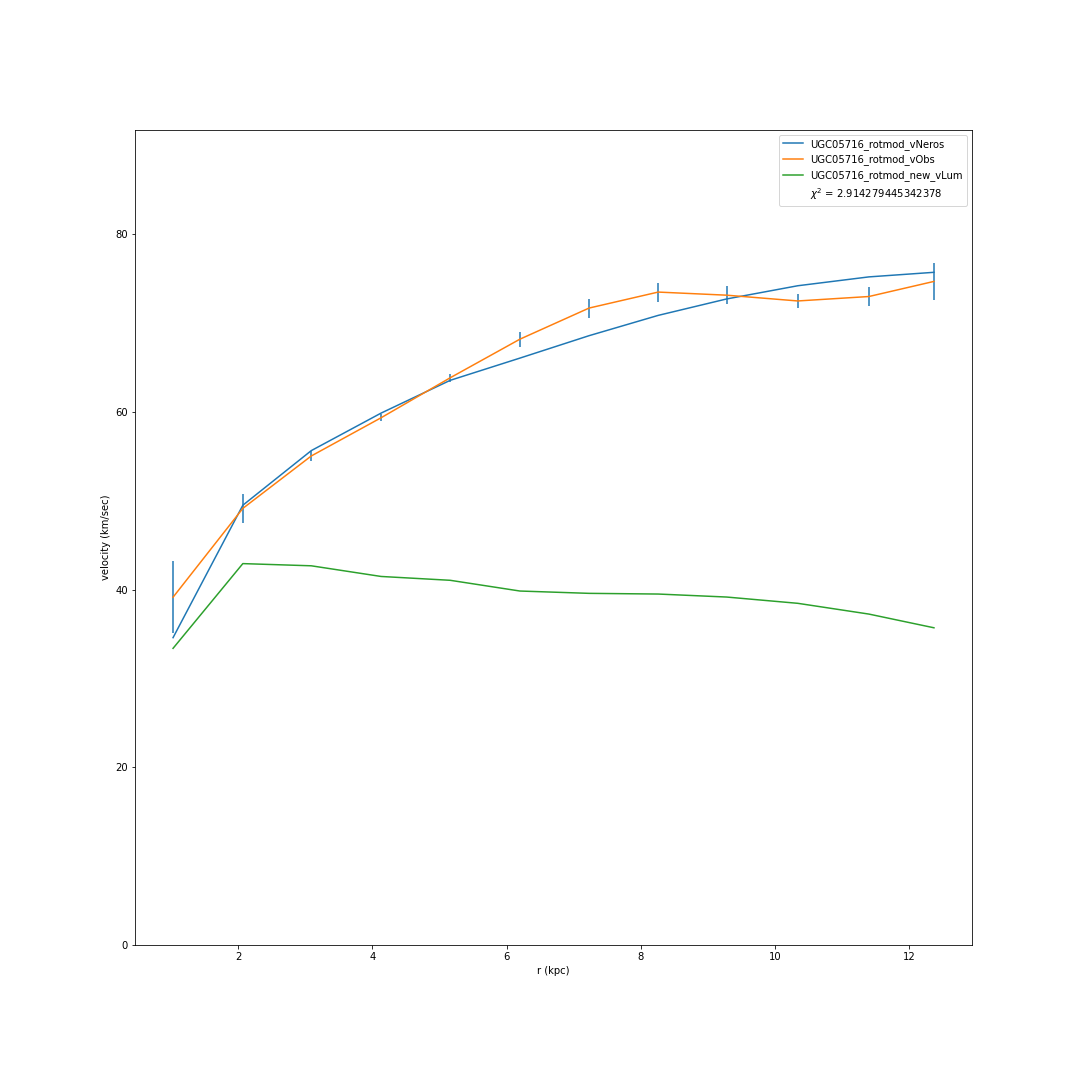 UGC05716_rotmod_vNeros
UGC05716_rotmod_vObs
UGC05716_rotmod_new_vLum
χ² = 2.914279445342378
80
60
40
20
0
velocity (km/sec)
2 4 6 8 10 12
r (kpc)